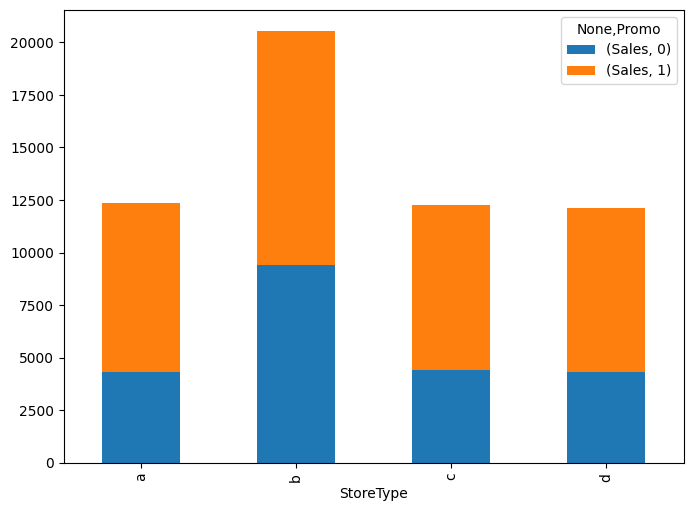 None,Promo
(Sales, 0)
(Sales, 1)
20000
17500
15000
12500
10000
7500
5000
2500
0
a
b
c
d
StoreType